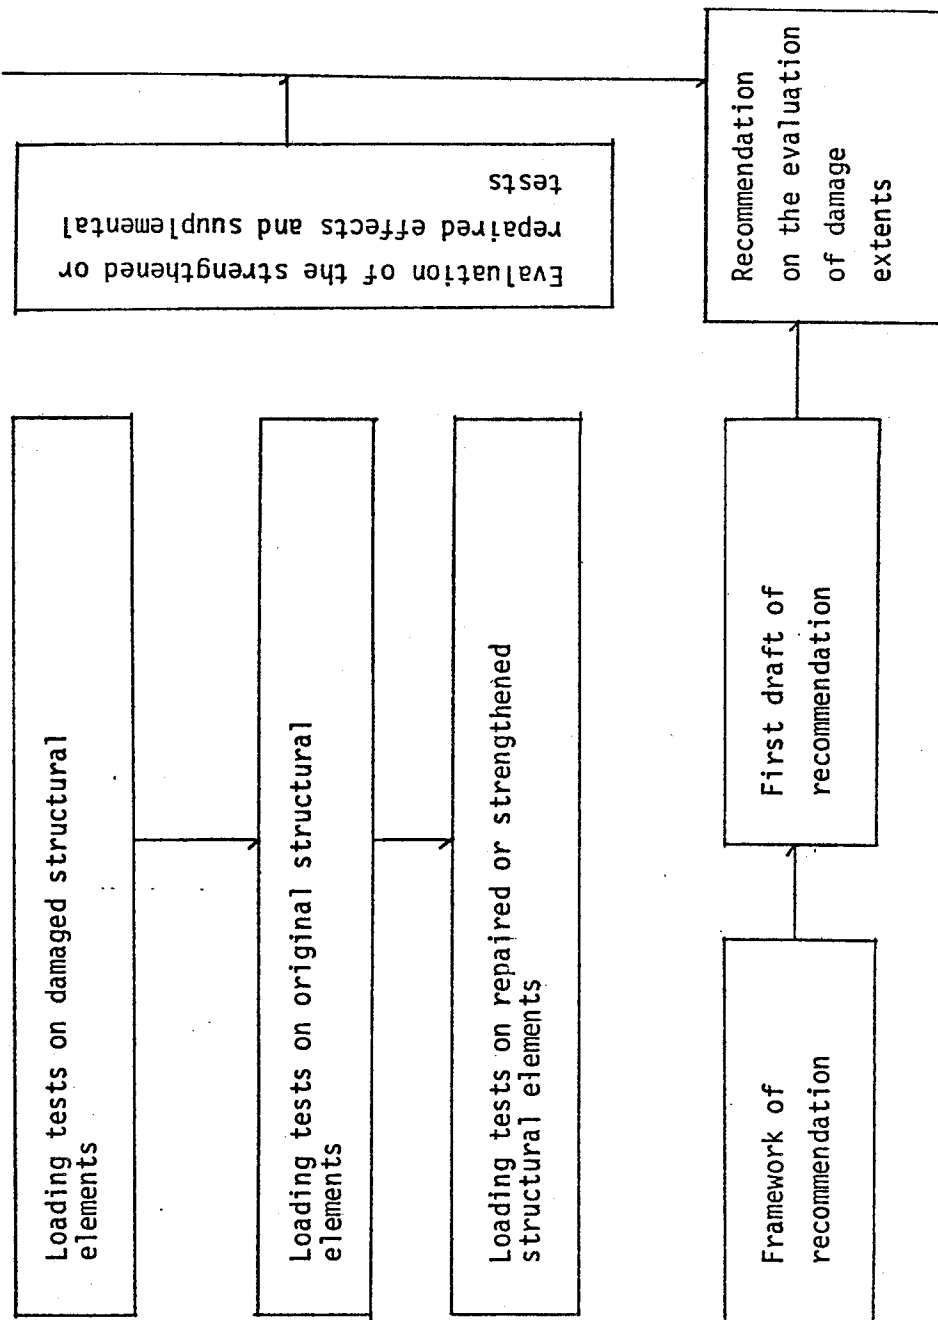 Loading tests on damaged structural
elements
Loading tests on original structural
elements
Loading tests on repaired or strengthened
structural elements
Evaluation of the strengthened or
repaired effects and suuplemental
tests
Framework of
recommendation
First draft of
recommendation
Recommendation
on the evaluation
of damage
extents